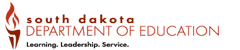 south dakota
DEPARTMENT OF EDUCATION
Learning. Leadership. Service.